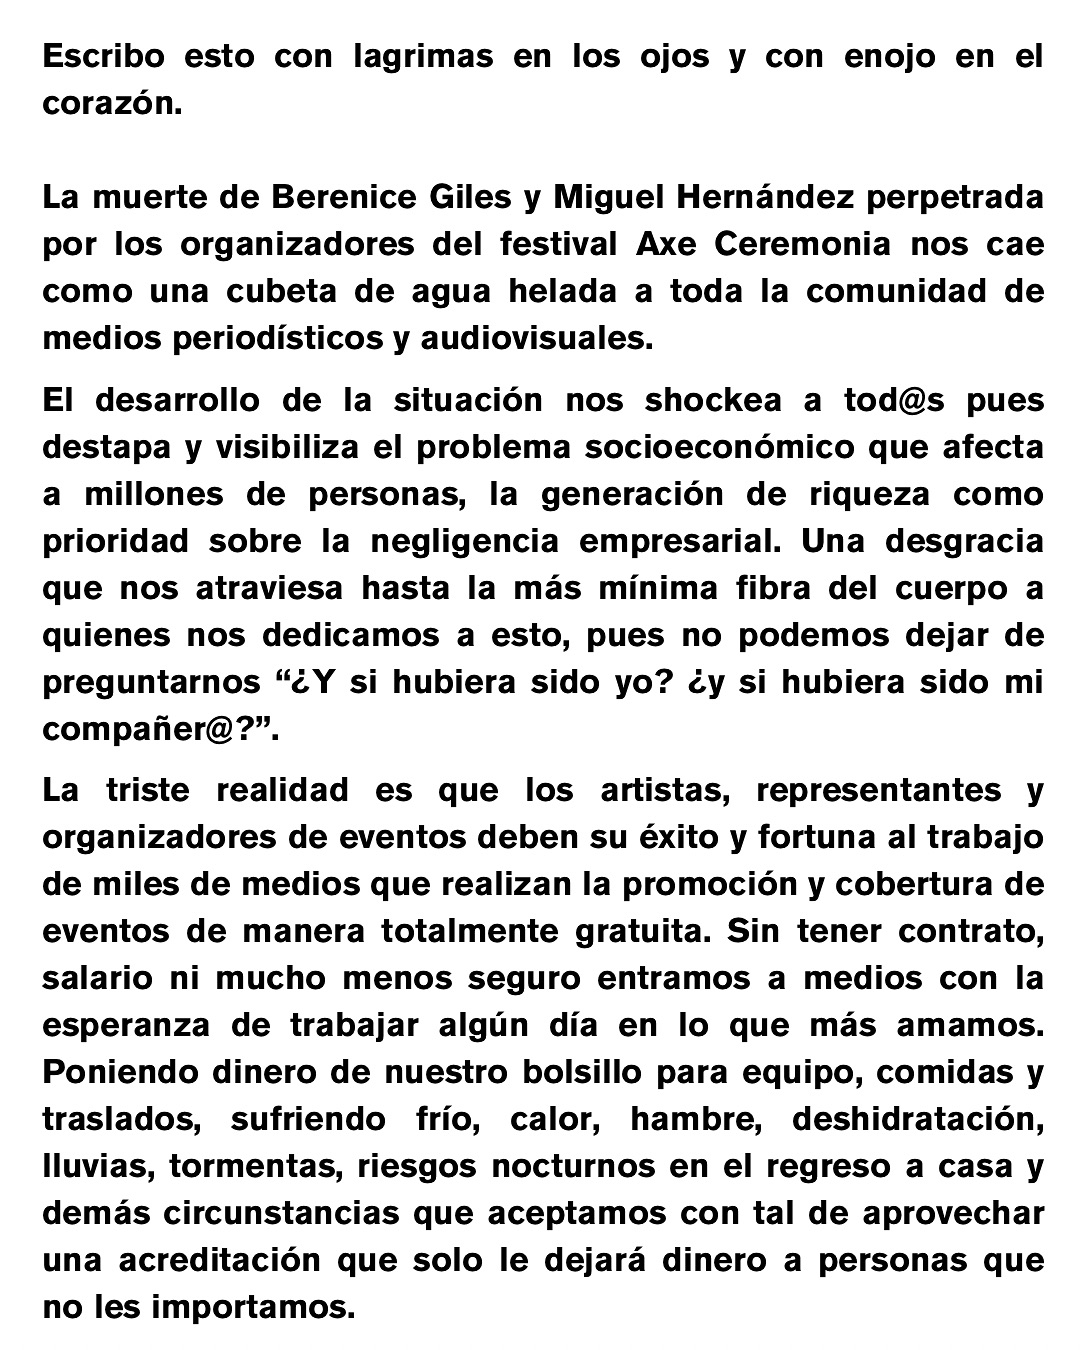 Escribo esto con lagrimas en los ojos y con enojo en el
corazón.
La muerte de Berenice Giles y Miguel Hernández perpetrada
por los organizadores del festival Axe Ceremonia nos cae
como una cubeta de agua helada a toda la comunidad de
medios periodísticos y audiovisuales.
El desarrollo de la situación nos shockea a tod@s pues
destapa y visibiliza el problema socioeconómico que afecta
a millones de personas, la generación de riqueza como
prioridad sobre la negligencia empresarial. Una desgracia
que nos atraviesa hasta la más mínima fibra del cuerpo a
quienes nos dedicamos a esto, pues no podemos dejar de
preguntarnos “¿Y si hubiera sido yo? ¿y si hubiera sido mi
compañer@?”.
La triste realidad es que los artistas, representantes y
organizadores de eventos deben su éxito y fortuna al trabajo
de miles de medios que realizan la promoción y cobertura de
eventos de manera totalmente gratuita. Sin tener contrato,
salario ni mucho menos seguro entramos a medios con la
esperanza de trabajar algún día en lo que más amamos.
Poniendo dinero de nuestro bolsillo para equipo, comidas y
traslados, sufriendo frío, calor, hambre, deshidratación,
lluvias, tormentas, riesgos nocturnos en el regreso a casa y
demás circunstancias que aceptamos con tal de aprovechar
una acreditación que solo le dejará dinero a personas que
no les importamos.